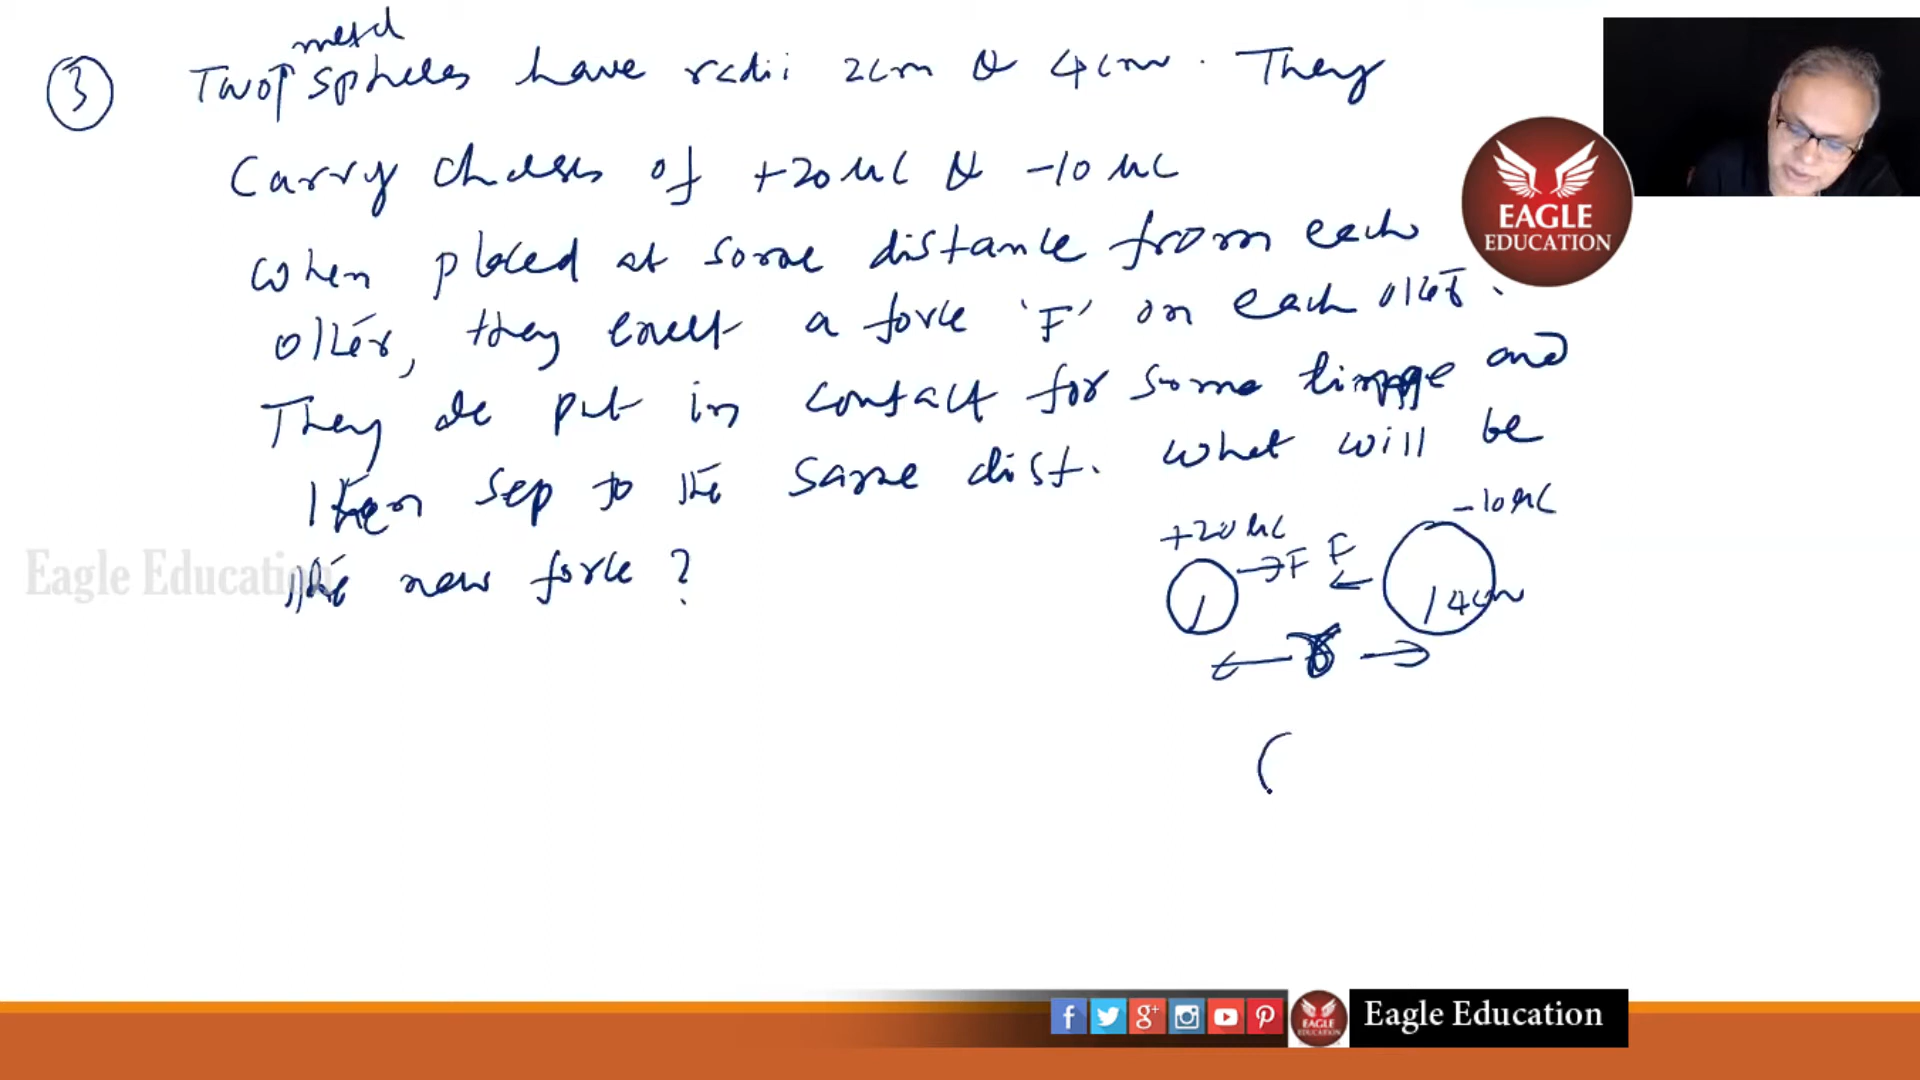 3 Two metal spheres have radii 2cm & 4cm. They
Carry charges of +20 μC & -10 μC
When placed at some distance from each
other, they exert a force 'F' on each other.
They are put in contact for some time and
then sep to the same dist. What will be
the new force?
+20 μC
-10 μC
F F
4cm
r
(
EAGLE
EDUCATION
Eagle Education
f
g+
EAGLE
EDUCATION
Eagle Education